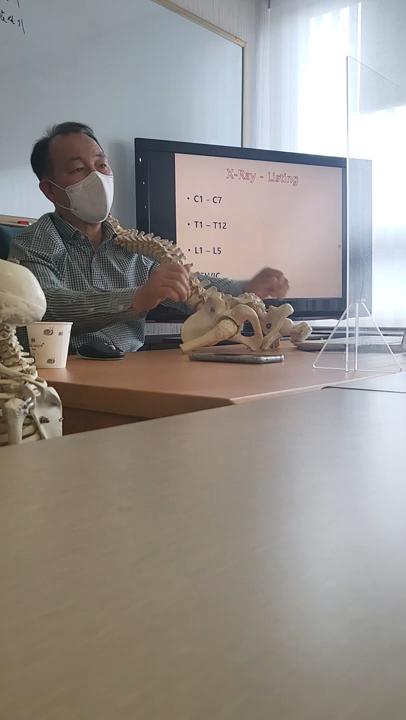 X-Ray - Listing
• C1 - C7
• T1 – T12
• L1 – L5